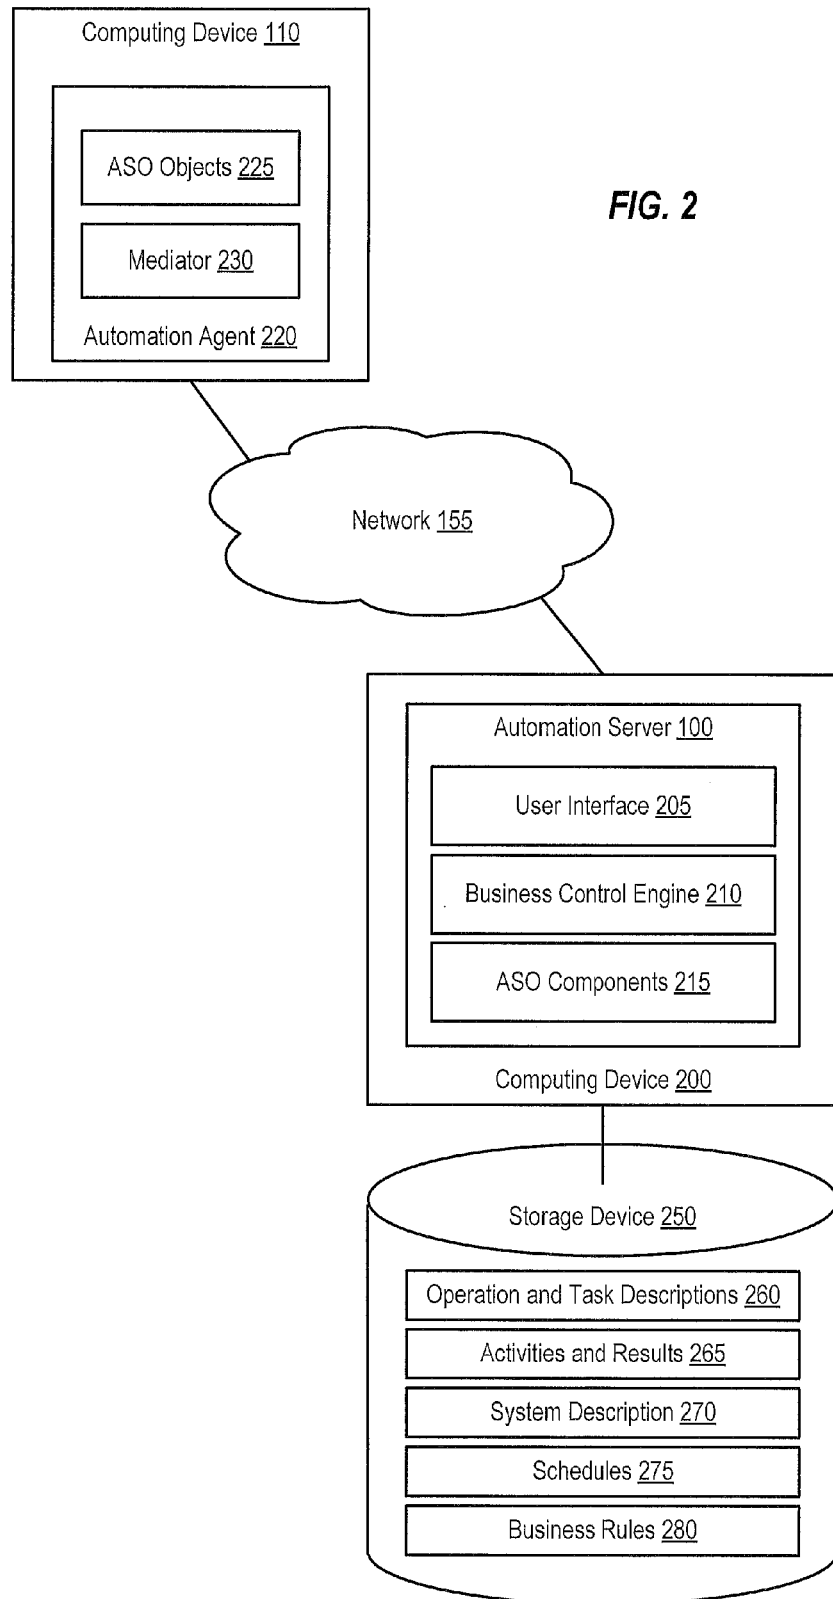 Computing Device 110
ASO Objects 225
FIG. 2
Mediator 230
Automation Agent 220
Network 155
Automation Server 100
User Interface 205
Business Control Engine 210
ASO Components 215
Computing Device 200
Storage Device 250
Operation and Task Descriptions 260
Activities and Results 265
System Description 270
Schedules 275
Business Rules 280